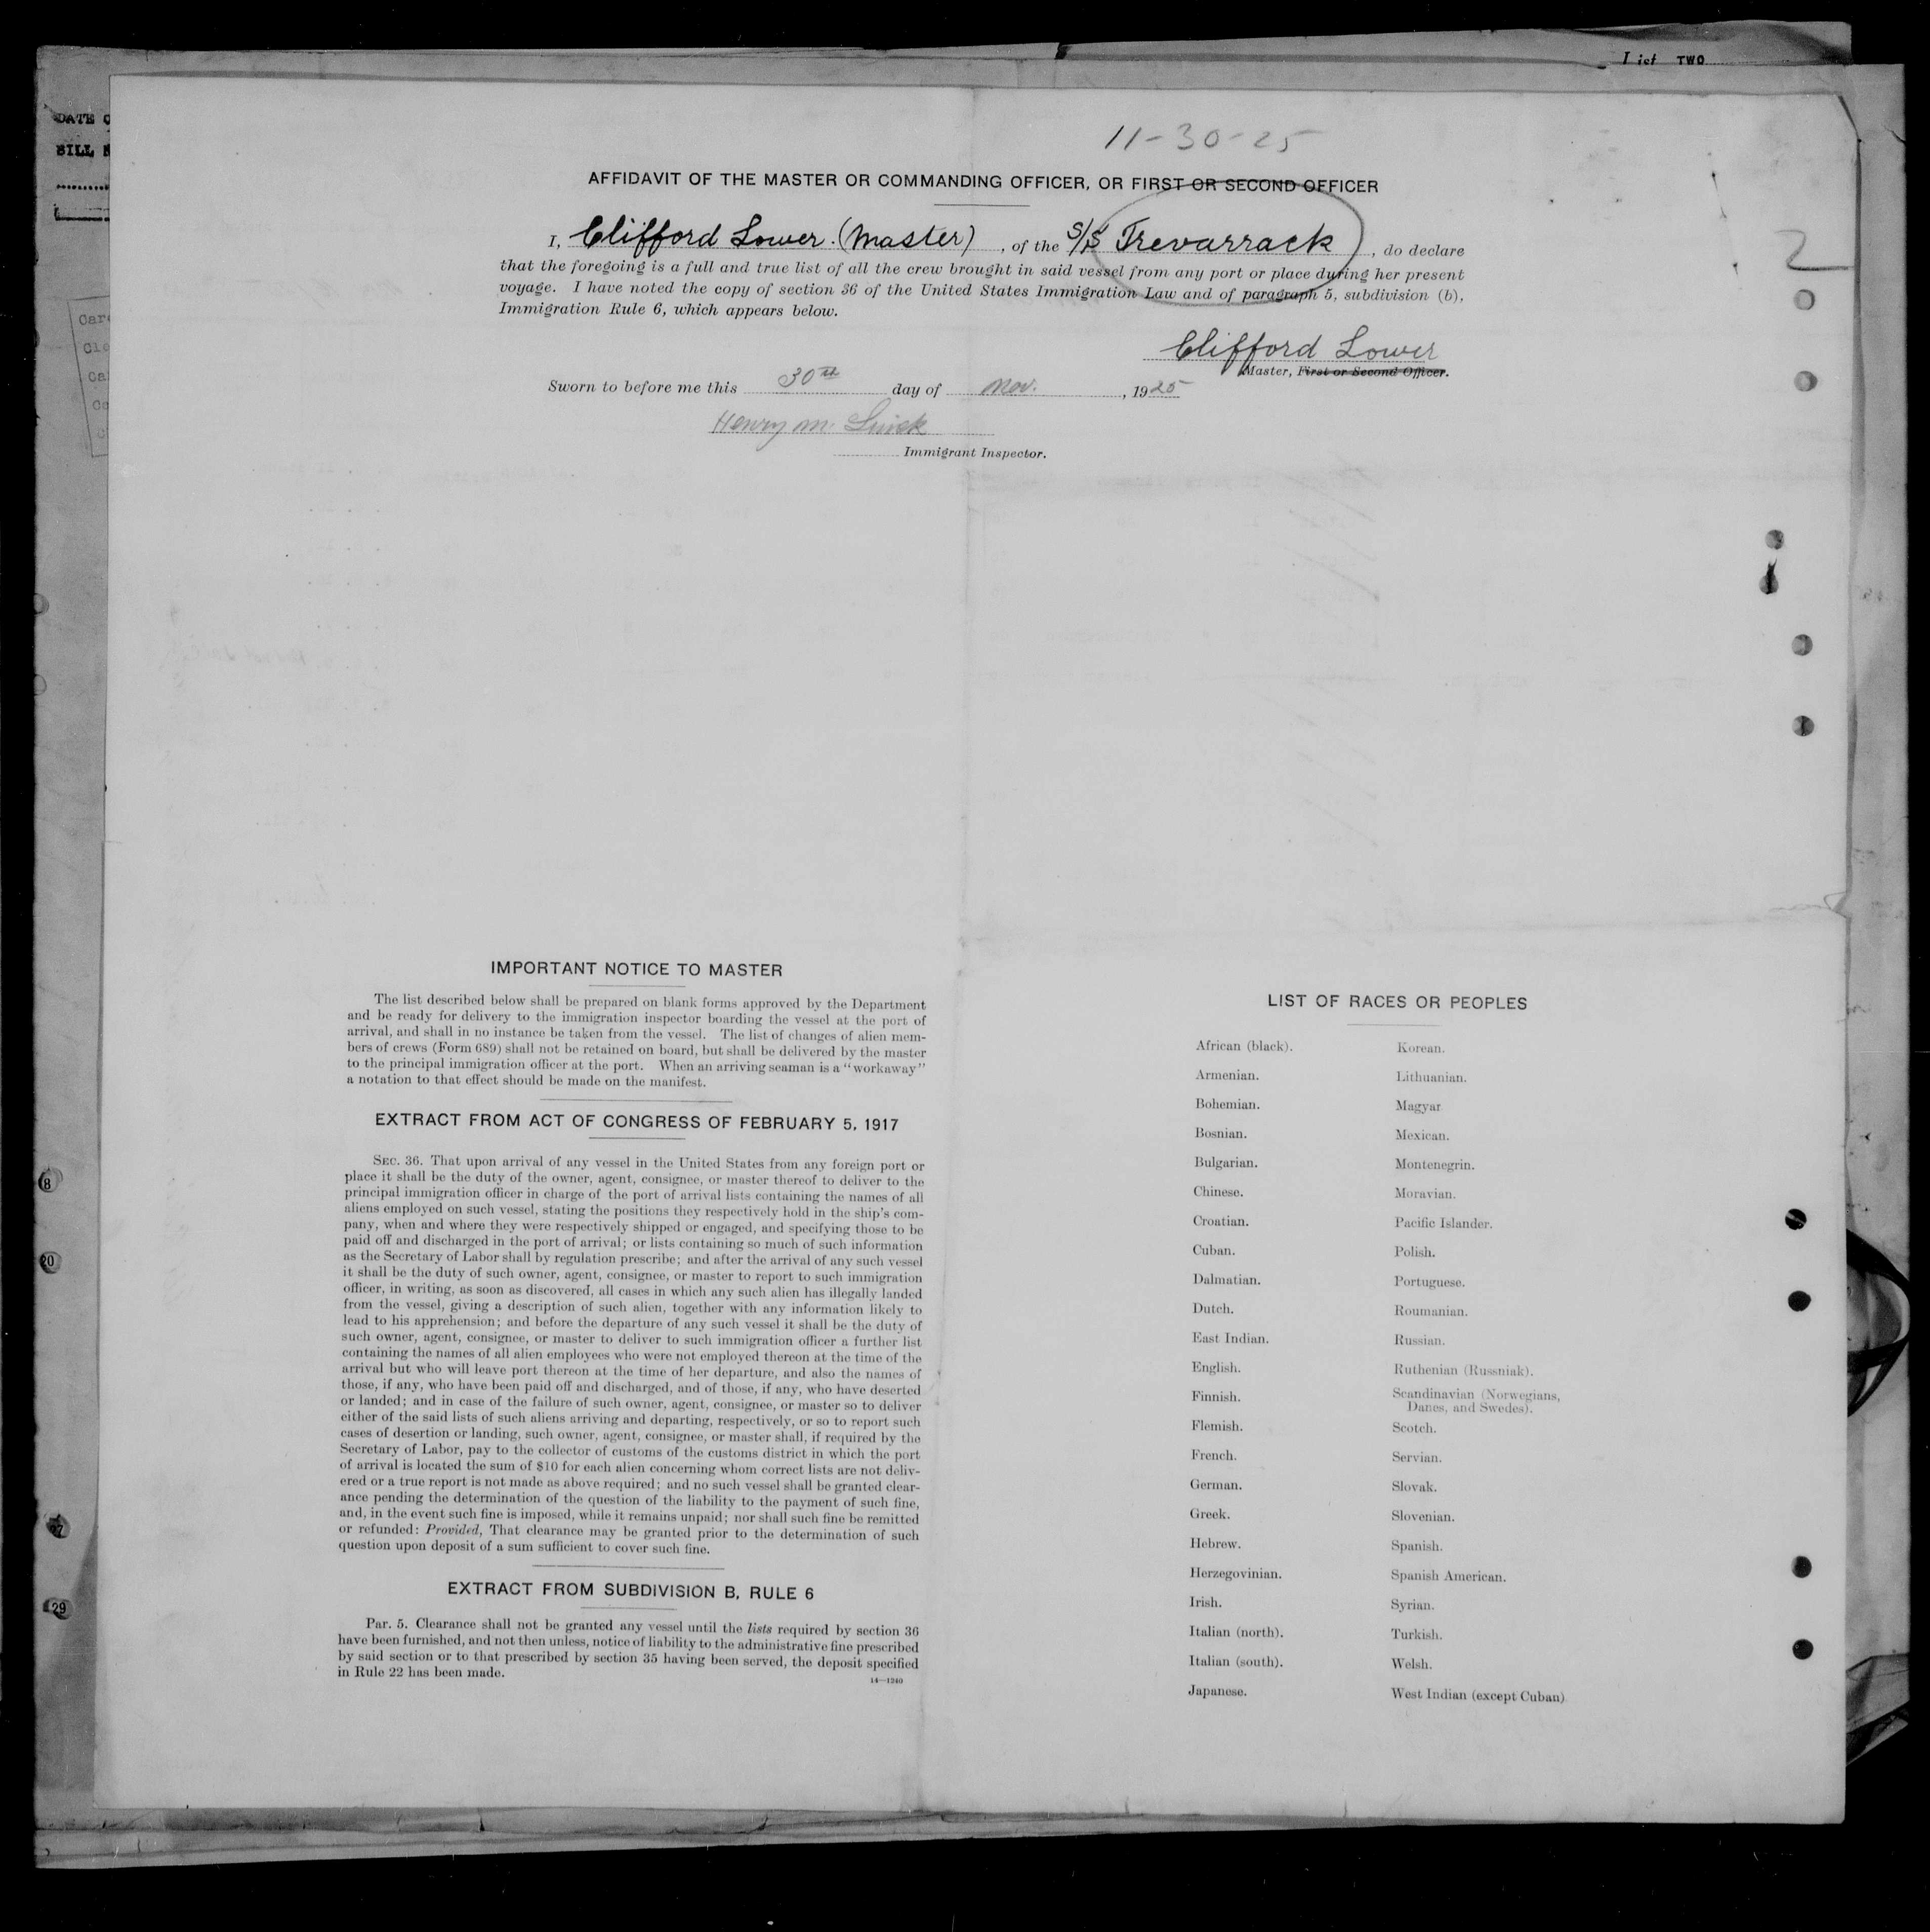 List TWO
DATE O
BILL N
11-30-25
AFFIDAVIT OF THE MASTER OR COMMANDING OFFICER, OR FIRST OR SECOND OFFICER
I, Clifford Lower. (Master), of the S/S Trevarrack, do declare
that the foregoing is a full and true list of all the crew brought in said vessel from any port or place during her present
voyage. I have noted the copy of section 36 of the United States Immigration Law and of paragraph 5, subdivision (b),
Immigration Rule 6, which appears below.
2
Clifford Lower
Master, First or Second Officer.
Sworn to before me this 30th day of Nov., 1925
Henry M.
Immigrant Inspector.
IMPORTANT NOTICE TO MASTER
The list described below shall be prepared on blank forms approved by the Department
and be ready for delivery to the immigration inspector boarding the vessel at the port of
arrival, and shall in no instance be taken from the vessel. The list of changes of alien mem-
bers of crews (Form 689) shall not be retained on board, but shall be delivered by the master
to the principal immigration officer at the port. When an arriving seaman is a "workaway"
a notation to that effect should be made on the manifest.
EXTRACT FROM ACT OF CONGRESS OF FEBRUARY 5, 1917
SEC. 36. That upon arrival of any vessel in the United States from any foreign port or
place it shall be the duty of the owner, agent, consignee, or master thereof to deliver to the
principal immigration officer in charge of the port of arrival lists containing the names of all
aliens employed on such vessel, stating the positions they respectively hold in the ship's com-
pany, when and where they were respectively shipped or engaged, and specifying those to be
paid off and discharged in the port of arrival; or lists containing so much of such information
as the Secretary of Labor shall by regulation prescribe; and after the arrival of any such vessel
it shall be the duty of such owner, agent, consignee, or master to report to such immigration
officer, in writing, as soon as discovered, all cases in which any such alien has illegally landed
from the vessel, giving a description of such alien, together with any information likely to
lead to his apprehension; and before the departure of any such vessel it shall be the duty of
such owner, agent, consignee, or master to deliver to such immigration officer a further list
containing the names of all alien employees who were not employed thereon at the time of the
arrival but who will leave port thereon at the time of her departure, and also the names of
those, if any, who have been paid off and discharged, and of those, if any, who have deserted
or landed; and in case of the failure of such owner, agent, consignee, or master so to deliver
either of the said lists of such aliens arriving and departing, respectively, or so to report such
cases of desertion or landing, such owner, agent, consignee, or master shall, if required by the
Secretary of Labor, pay to the collector of customs of the customs district in which the port
of arrival is located the sum of $10 for each alien concerning whom correct lists are not deliv-
ered or a true report is not made as above required; and no such vessel shall be granted clear-
ance pending the determination of the question of the liability to the payment of such fine,
and, in the event such fine is imposed, while it remains unpaid; nor shall such fine be remitted
or refunded: Provided, That clearance may be granted prior to the determination of such
question upon deposit of a sum sufficient to cover such fine.
EXTRACT FROM SUBDIVISION B, RULE 6
Par. 5. Clearance shall not be granted any vessel until the lists required by section 36
have been furnished, and not then unless, notice of liability to the administrative fine prescribed
by said section or to that prescribed by section 35 having been served, the deposit specified
in Rule 22 has been made.
14—1240
LIST OF RACES OR PEOPLES
African (black).
Armenian.
Bohemian.
Bosnian.
Bulgarian.
Chinese.
Croatian.
Cuban.
Dalmatian.
Dutch.
East Indian.
English.
Finnish.
Flemish.
French.
German.
Greek.
Hebrew.
Herzegovinian.
Irish.
Italian (north).
Italian (south).
Japanese.
Korean.
Lithuanian.
Magyar
Mexican.
Montenegrin.
Moravian.
Pacific Islander.
Polish.
Portuguese.
Roumanian.
Russian.
Ruthenian (Russniak).
Scandinavian (Norwegians,
Danes, and Swedes).
Scotch.
Servian.
Slovak.
Slovenian.
Spanish.
Spanish American.
Syrian.
Turkish.
Welsh.
West Indian (except Cuban)
8
20
27
29